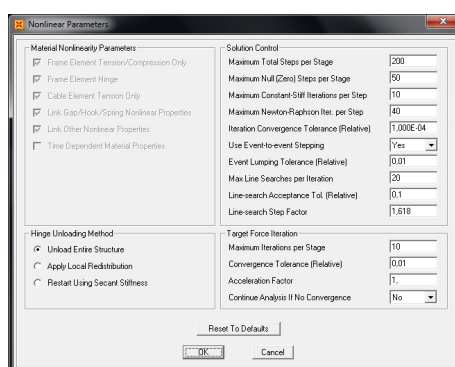 Nonlinear Parameters
Material Nonlinearity Parameters
Frame Element Tension/Compression Only
Frame Element Hinge
Cable Element Tension Only
Link Gap/Hook/Spring Nonlinear Properties
Link Other Nonlinear Properties
Time Dependent Material Properties
Solution Control
Maximum Total Steps per Stage 200
Maximum Null (Zero) Steps per Stage 50
Maximum Constant-Stiff Iterations per Step 10
Maximum Newton-Raphson Iter. per Step 40
Iteration Convergence Tolerance (Relative) 1,000E-04
Use Event-to-event Stepping Yes
Event Lumping Tolerance (Relative) 0,01
Max Line Searches per Iteration 20
Line-search Acceptance Tol. (Relative) 0,1
Line-search Step Factor 1,618
Hinge Unloading Method
Unload Entire Structure
Apply Local Redistribution
Restart Using Secant Stiffness
Target Force Iteration
Maximum Iterations per Stage 10
Convergence Tolerance (Relative) 0,01
Acceleration Factor 1,
Continue Analysis If No Convergence No
Reset To Defaults
OK Cancel